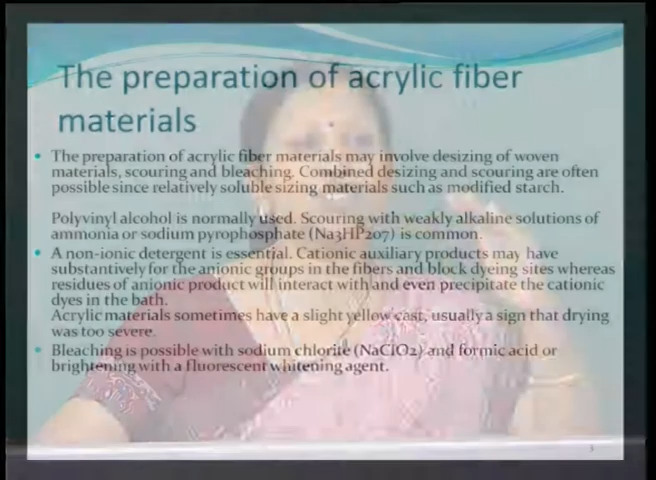 The preparation of acrylic fiber
materials
• The preparation of acrylic fiber materials may involve desizing of woven
materials, scouring and bleaching. Combined desizing and scouring are often
possible since relatively soluble sizing materials such as modified starch.
Polyvinyl alcohol is normally used. Scouring with weakly alkaline solutions of
ammonia or sodium pyrophosphate (Na3HP207) is common.
• A non-ionic detergent is essential. Cationic auxiliary products may have
substantively for the anionic groups in the fibers and block dyeing sites whereas
residues of anionic product will interact with and even precipitate the cationic
dyes in the bath.
Acrylic materials sometimes have a slight yellow cast, usually a sign that drying
was too severe.
• Bleaching is possible with sodium chlorite (NaClO2) and formic acid or
brightening with a fluorescent whitening agent.
3